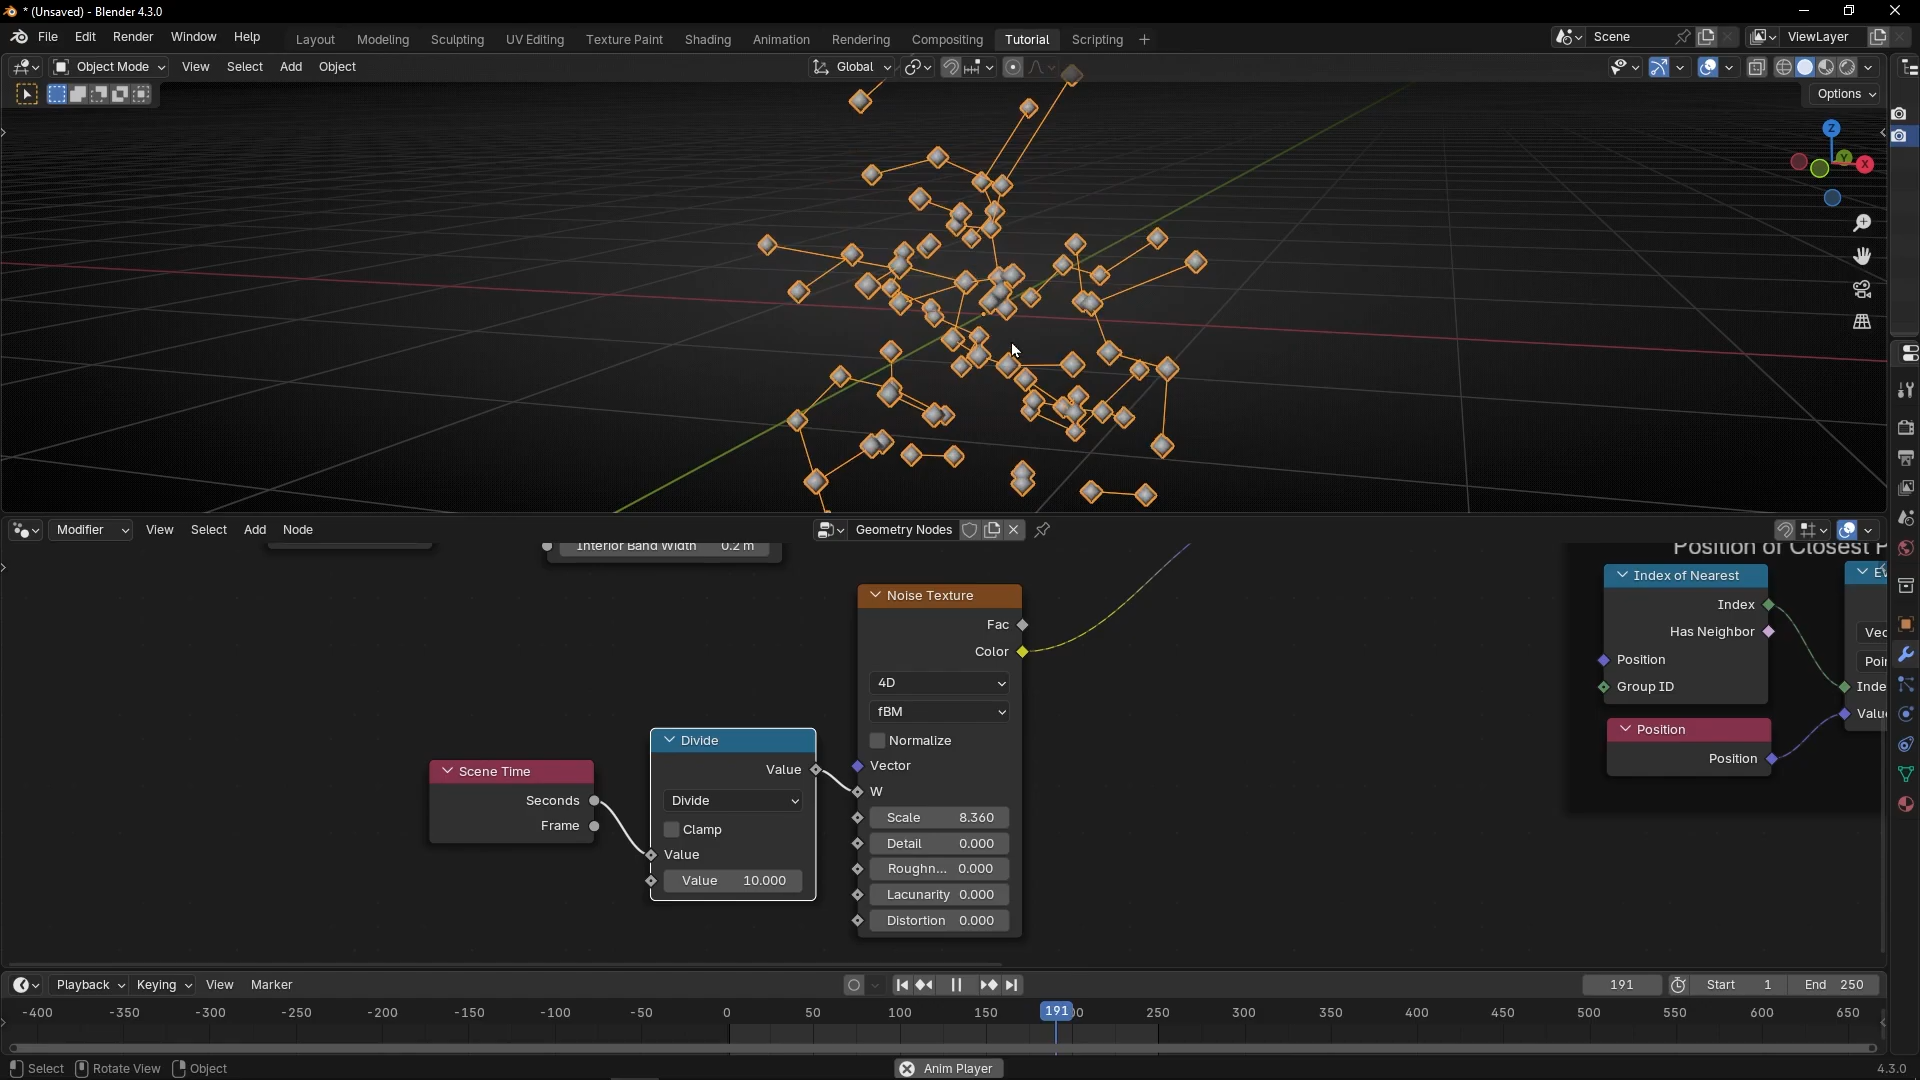 * (Unsaved) - Blender 4.3.0
File Edit Render Window Help
Layout Modeling Sculpting UV Editing Texture Paint Shading Animation Rendering Compositing Tutorial Scripting +
Scene ViewLayer
Object Mode View Select Add Object
Global
Options
Z
Y
X
Modifier View Select Add Node
Geometry Nodes
Interior Band Width 0.2 m
Position of Closest P
Noise Texture
Fac
Color
4D
fBM
Normalize
Vector
W
Scale 8.360
Detail 0.000
Roughn... 0.000
Lacunarity 0.000
Distortion 0.000
Divide
Value
Divide
Clamp
Value
Value 10.000
Scene Time
Seconds
Frame
Index of Nearest
Index
Has Neighbor
Position
Group ID
Position
Position
Ev
Vec
Poin
Inde
Value
Playback Keying View Marker
191 Start 1 End 250
-400 -350 -300 -250 -200 -150 -100 -50 0 50 100 150 191 250 300 350 400 450 500 550 600 650
Select Rotate View Object
Anim Player
4.3.0